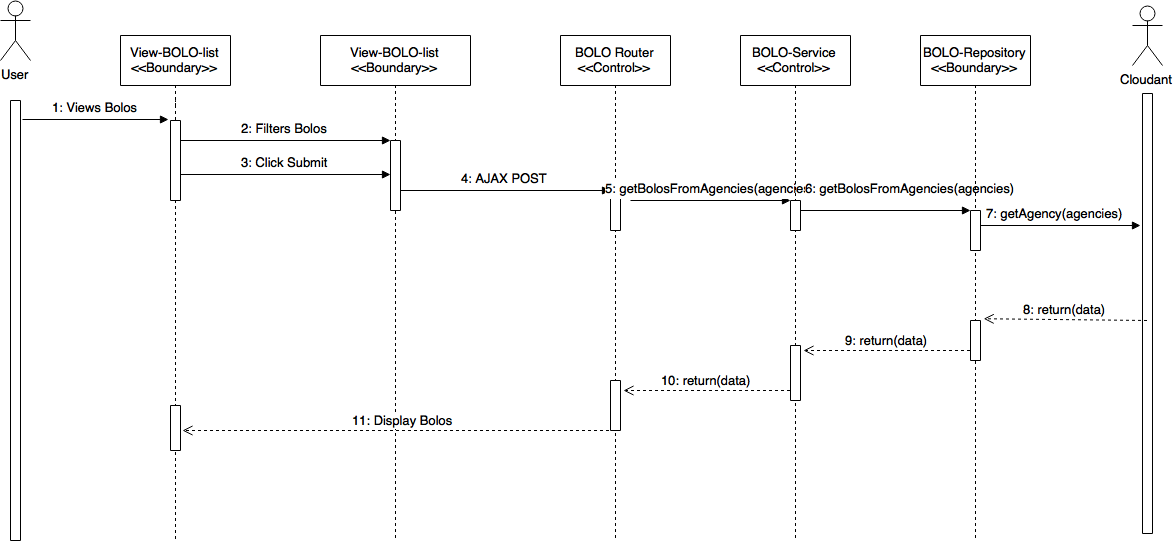 User
View-BOLO-list
<<Boundary>>
View-BOLO-list
<<Boundary>>
BOLO Router
<<Control>>
BOLO-Service
<<Control>>
BOLO-Repository
<<Boundary>>
Cloudant
1: Views Bolos
2: Filters Bolos
3: Click Submit
4: AJAX POST
5: getBolosFromAgencies(agencies
6: getBolosFromAgencies(agencies)
7: getAgency(agencies)
8: return(data)
9: return(data)
10: return(data)
11: Display Bolos